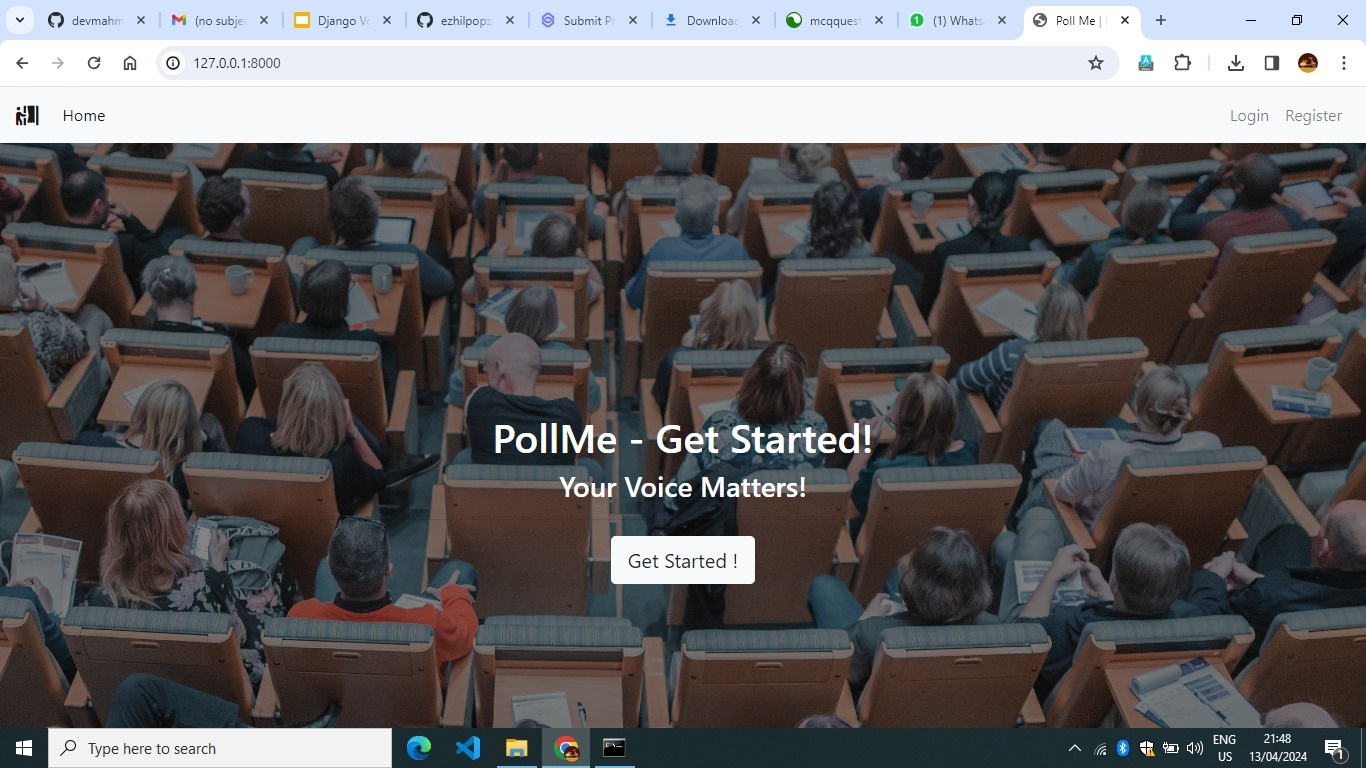 devmahm
(no subje
Django Vo
ezhilpopz
Submit Pr
Downloac
mcqquest
(1) Whats
Poll Me |
127.0.0.1:8000
Home
Login
Register
PollMe - Get Started!
Your Voice Matters!
Get Started !
Type here to search
ENG
US
21:48
13/04/2024
1